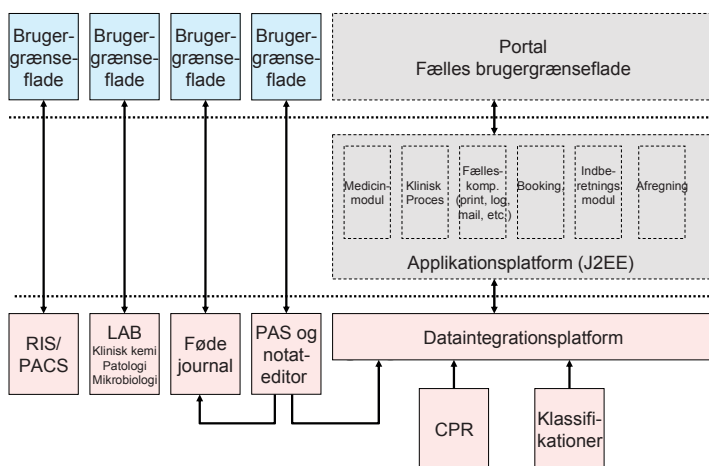 Bruger-
grænse-
flade
Bruger-
grænse-
flade
Bruger-
grænse-
flade
Bruger-
grænse-
flade
Portal
Fælles brugergrænseflade
Medicin-
modul
Klinisk
Proces
Fælles-
komp.
(print, log,
mail, etc.)
Booking,
Indbe-
retnings
modul
Afregning
Applikationsplatform (J2EE)
RIS/
PACS
LAB
Klinisk kemi
Patologi
Mikrobiologi
Føde
journal
PAS og
notat-
editor
Dataintegrationsplatform
CPR
Klassifi-
kationer